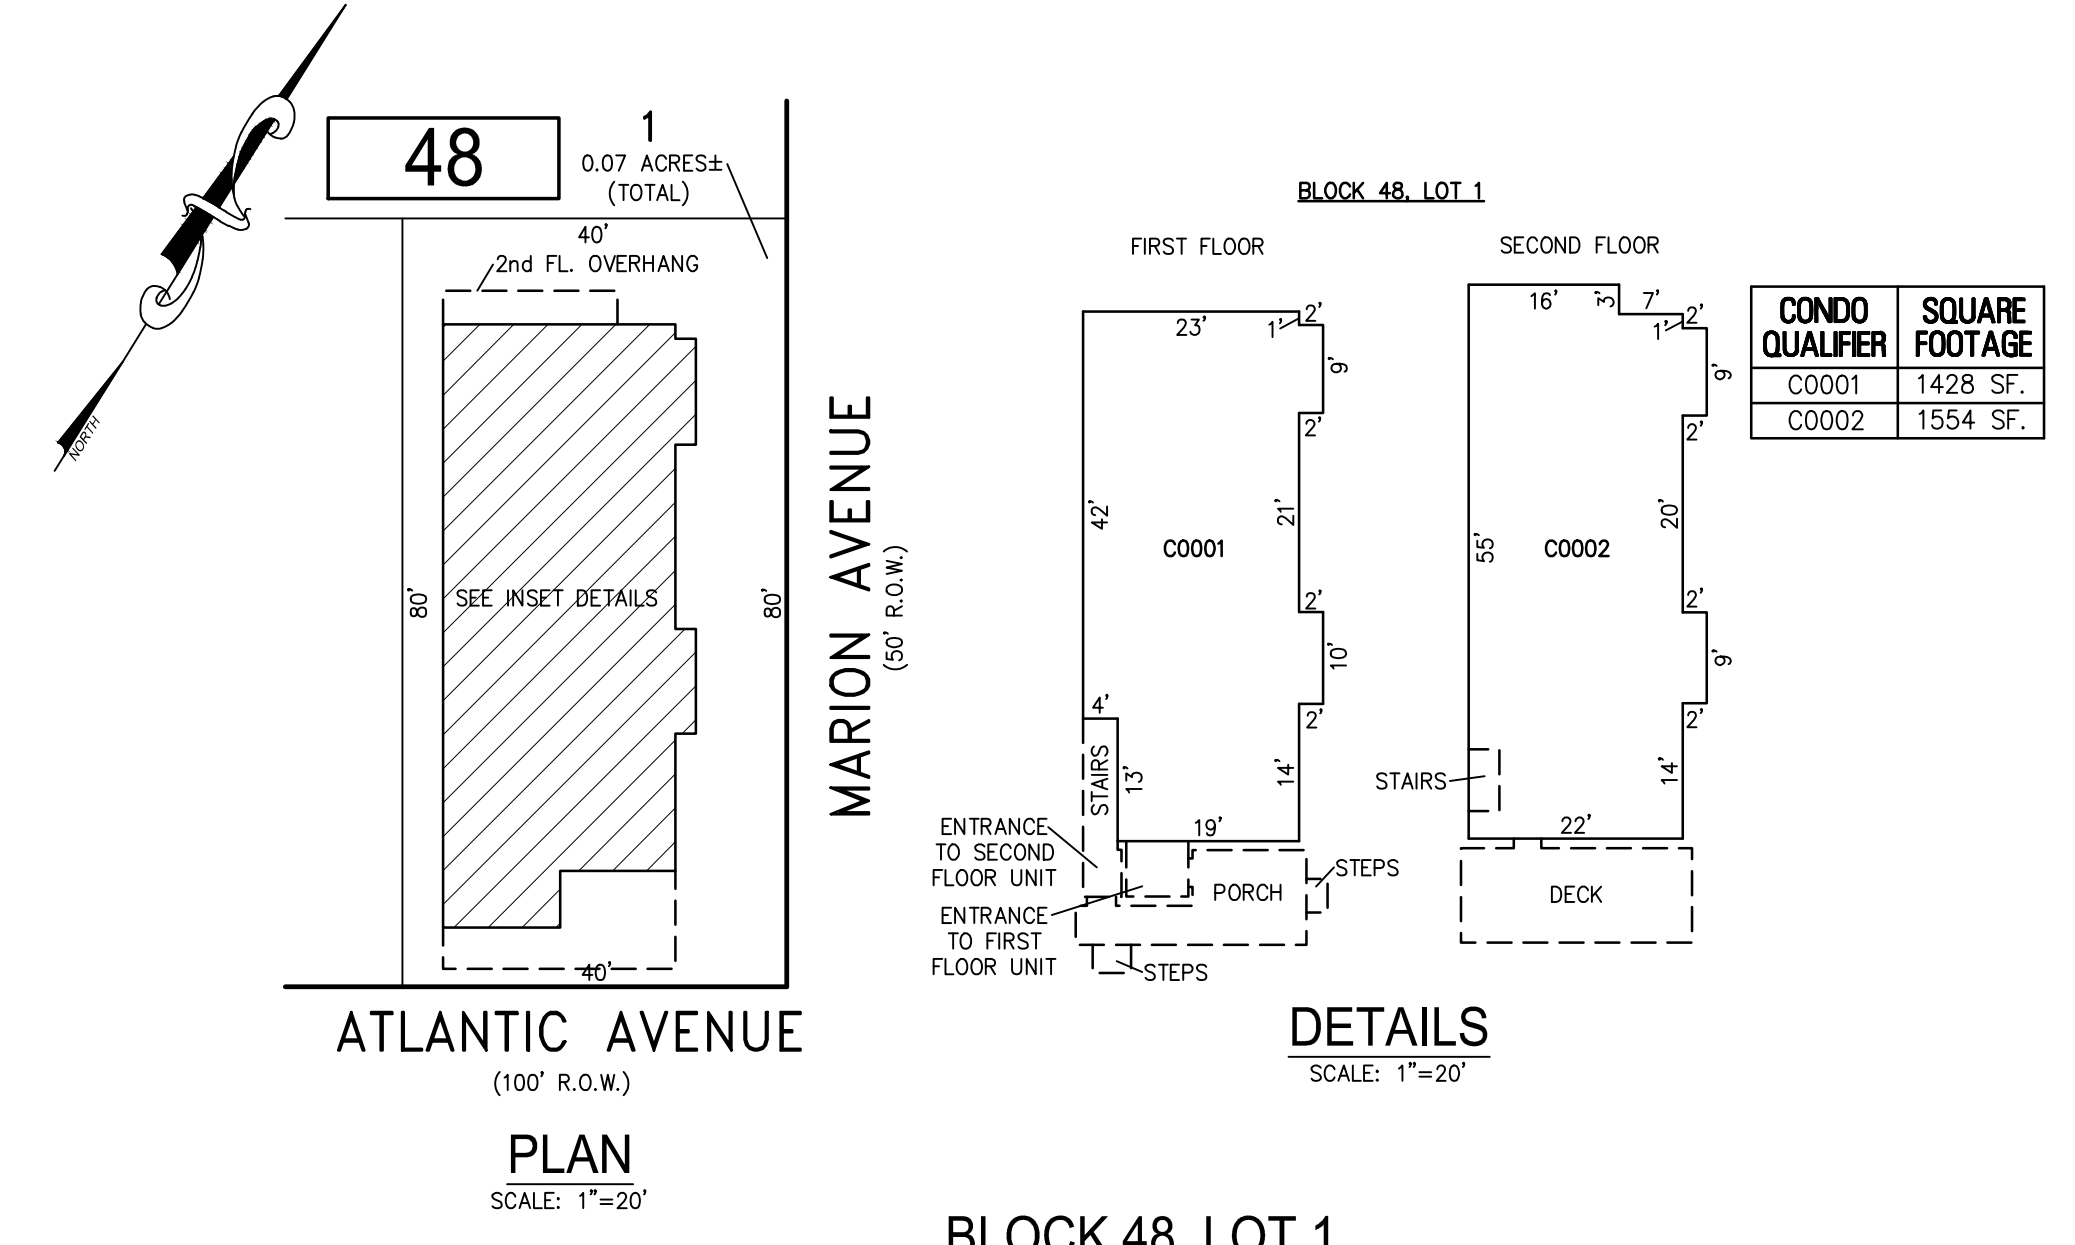 48
1
0.07 ACRES±
(TOTAL)
40'
2nd FL. OVERHANG
NORTH
80'
SEE INSET DETAILS
80'
MARION AVENUE
(50' R.O.W.)
40'
ATLANTIC AVENUE
(100' R.O.W.)
PLAN
SCALE: 1"=20'
BLOCK 48, LOT 1
FIRST FLOOR
23'
1'
2'
9'
2'
42'
21'
C0001
2'
10'
4'
2'
STAIRS
13'
14'
19'
ENTRANCE
TO SECOND
FLOOR UNIT
ENTRANCE
TO FIRST
FLOOR UNIT
PORCH
STEPS
STEPS
SECOND FLOOR
16'
3'
7'
1'
2'
9'
2'
55'
20'
C0002
2'
9'
2'
STAIRS
14'
22'
DECK
CONDO QUALIFIER SQUARE FOOTAGE
C0001 1428 SF.
C0002 1554 SF.
DETAILS
SCALE: 1"=20'
BLOCK 48, LOT 1